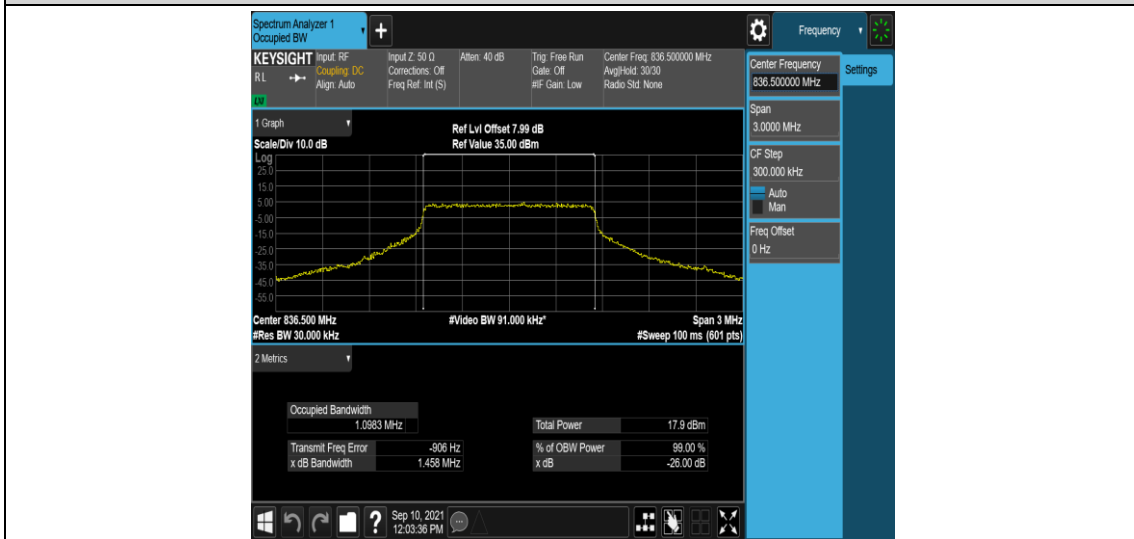 Spectrum Analyzer 1
Occupied BW
+
Frequency
KEYSIGHT
RL
Input: RF
Coupling: DC
Align: Auto
Input Z: 50 Ω
Corrections: Off
Freq Ref: Int (S)
Atten: 40 dB
Trig: Free Run
Gate: Off
#IF Gain: Low
Center Freq: 836.500000 MHz
Avg|Hold: 30/30
Radio Std: None
Center Frequency
836.500000 MHz
Settings
Span
3.0000 MHz
CF Step
300.000 kHz
Auto
Man
Freq Offset
0 Hz
1 Graph
Scale/Div 10.0 dB
Ref Lvl Offset 7.99 dB
Ref Value 35.00 dBm
Log
25.0
15.0
5.00
-5.00
-15.0
-25.0
-35.0
-45.0
-55.0
Center 836.500 MHz
#Video BW 91.000 kHz*
Span 3 MHz
#Res BW 30.000 kHz
#Sweep 100 ms (601 pts)
2 Metrics
Occupied Bandwidth
1.0983 MHz
Total Power 17.9 dBm
Transmit Freq Error -906 Hz
% of OBW Power 99.00 %
x dB Bandwidth 1.458 MHz
x dB -26.00 dB
?
Sep 10, 2021
12:03:36 PM